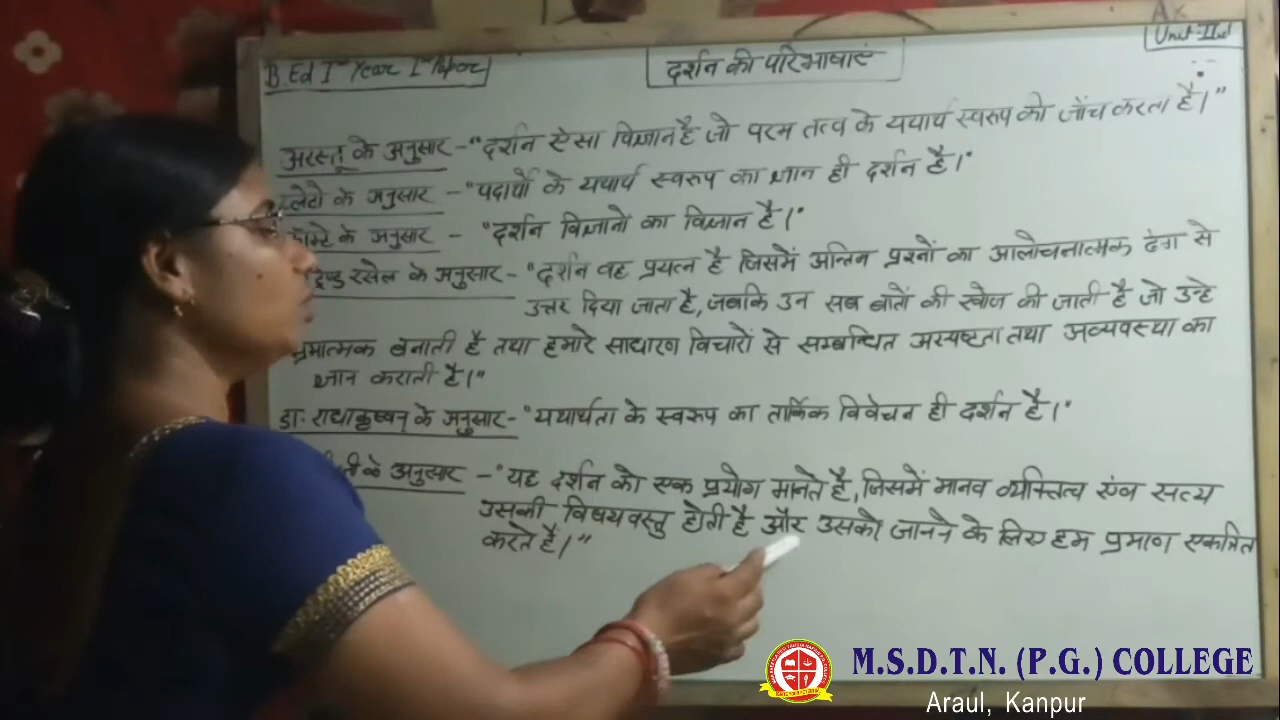 B.Ed Ist Year Ist Paper
दर्शन की परिभाषाएं
Unit-IInd
अरस्तू के अनुसार - "दर्शन ऐसा विज्ञान है जो परम तत्व के यथार्थ स्वरुप की जाँच करता है।"
प्लेटो के अनुसार - "पदार्थो के यथार्थ स्वरुप का ज्ञान ही दर्शन है।"
के अनुसार - "दर्शन विज्ञानो का विज्ञान है।"
रसेल के अनुसार - "दर्शन वह प्रयत्न है जिसमें अन्तिम प्रश्नों का आलोचनात्मक ढंग से
उत्तर दिया जाता है, जबकि उन सब बातों की खोज की जाती है जो उन्हे
भ्रमात्मक बनाती है तथा हमारे साधारण विचारों से सम्बन्धित अस्पष्टता तथा अव्यवस्था का
ज्ञान कराती है।"
डा. राधाकृष्णन् के अनुसार - "यथार्थता के स्वरुप का तार्किक विवेचन ही दर्शन है।"
के अनुसार - "यह दर्शन को एक प्रयोग मानते है, जिसमें मानव व्यक्तित्व एंव सत्य
उसकी विषयवस्तु होती है और उसको जानने के लिए हम प्रमाण एकत्रित
करते है।"
M.S.D.T.N. (P.G.) COLLEGE
Araul, Kanpur